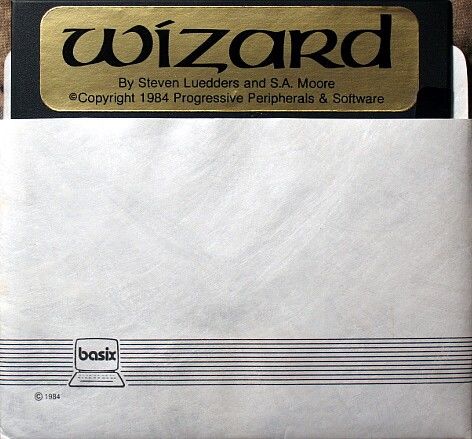 wizard
By Steven Luedders and S.A. Moore
©Copyright 1984 Progressive Peripherals & Software
basix
© 1984